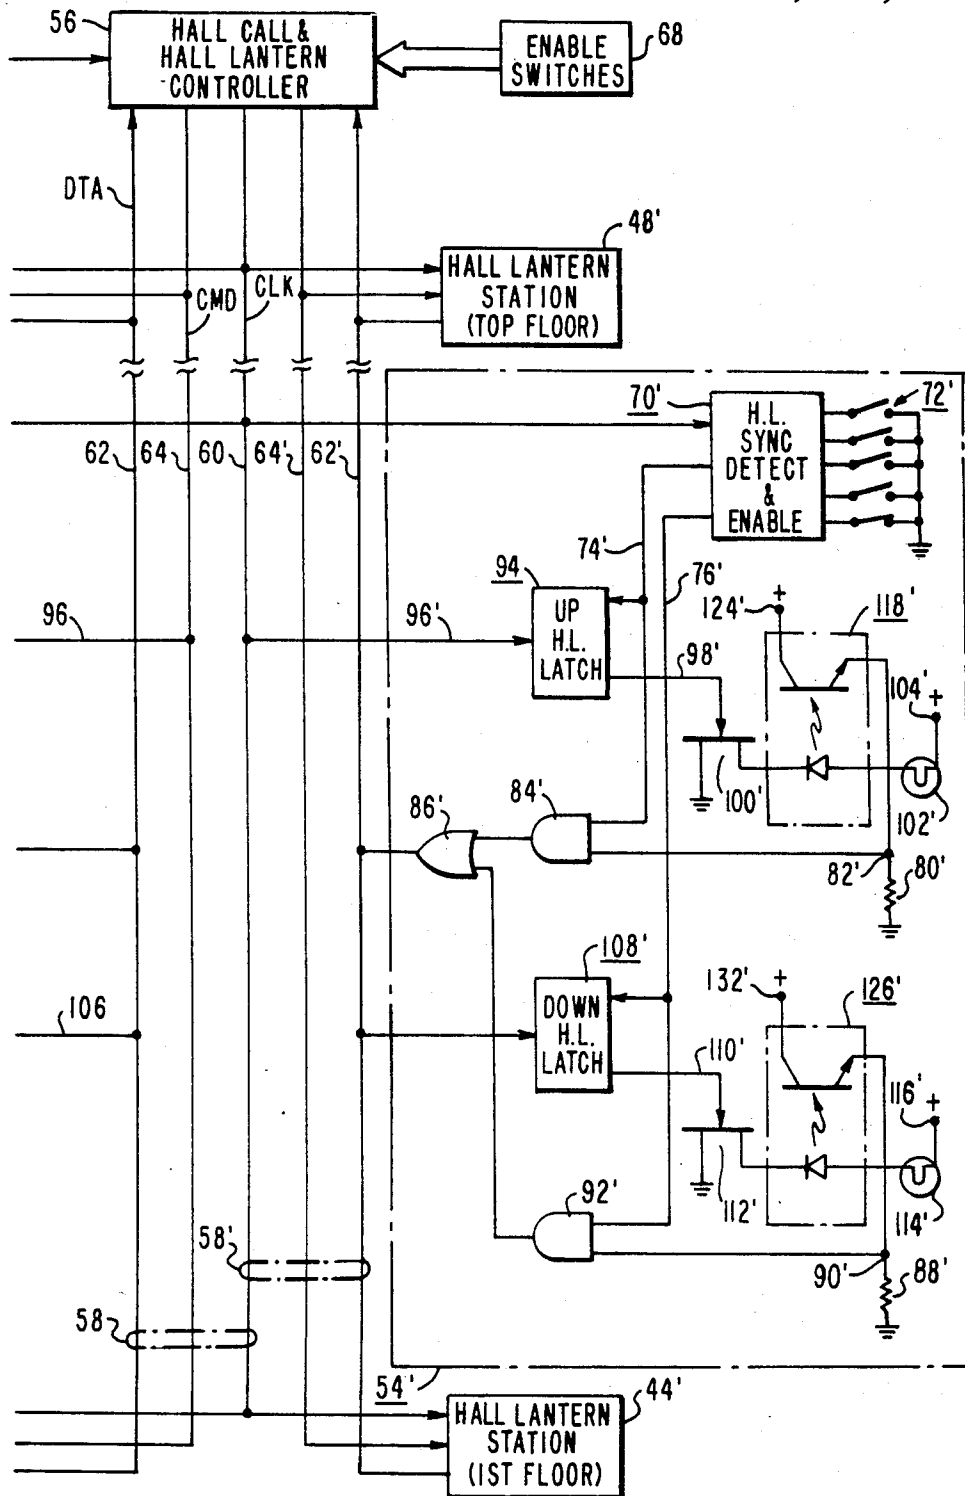 56
HALL CALL &
HALL LANTERN
CONTROLLER
ENABLE
SWITCHES
68
DTA
48'
HALL LANTERN
STATION
(TOP FLOOR)
CMD
CLK
70'
H.L.
SYNC
DETECT
&
ENABLE
72'
62
64
60
64'
62'
74'
76'
94
UP
H.L.
LATCH
96
96'
98'
+
124'
118'
104'
+
100'
102'
86'
84'
82'
80'
108'
DOWN
H.L.
LATCH
106
110'
+
132'
126'
116'
+
112'
114'
92'
90'
88'
58'
58
54'
44'
HALL LANTERN
STATION
(1ST FLOOR)